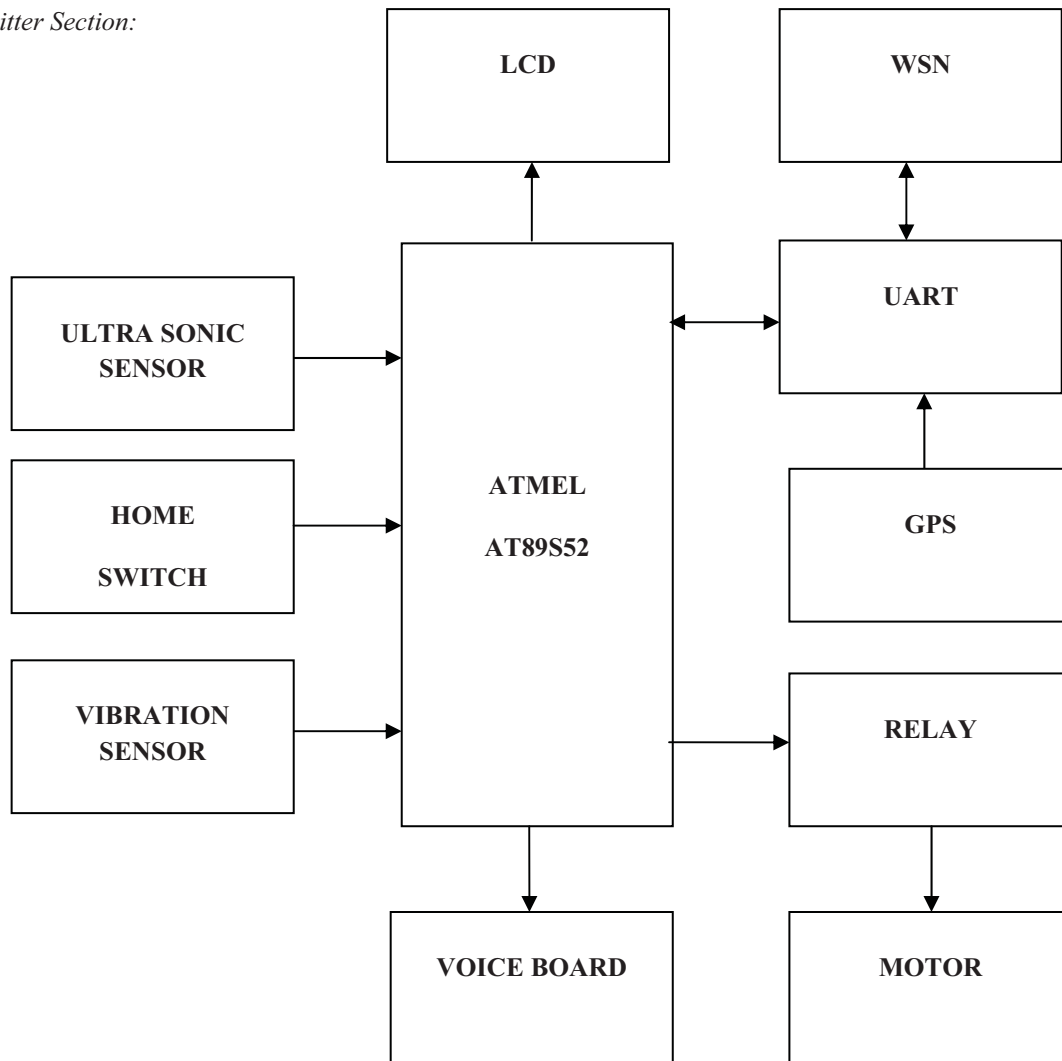 itter Section:
LCD
WSN
UART
ULTRA SONIC
SENSOR
ATMEL
AT89S52
HOME
SWITCH
GPS
VIBRATION
SENSOR
RELAY
VOICE BOARD
MOTOR